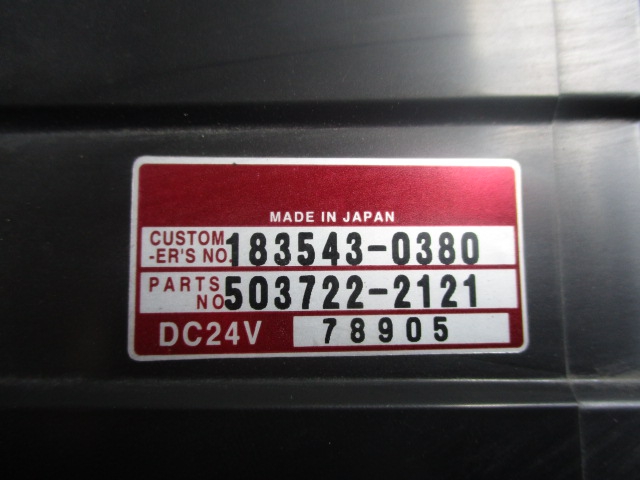 MADE IN JAPAN
CUSTOM
-ER'S NO. 183543-0380
PARTS
NO 503722-2121
DC24V 78905